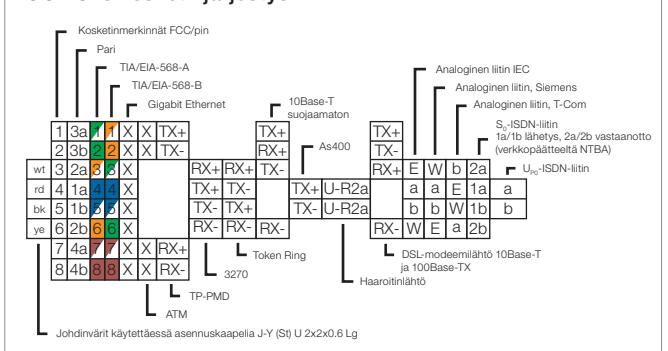 Kosketinmerkinnät FCC/pin
Pari
TIA/EIA-568-A
TIA/EIA-568-B
Gigabit Ethernet
10Base-T
suojaamaton
As400
Analoginen liitin IEC
Analoginen liitin, Siemens
Analoginen liitin, T-Com
S₀-ISDN-liitin
1a/1b lähetys, 2a/2b vastaanotto
(verkkopäätteltä NTBA)
Uₚ₀-ISDN-liitin
1 3a 1 1 X X TX+ TX+ TX+
2 3b 2 2 X X TX- RX+ TX-
wt 3 2a 3 3 X RX+ RX+ TX- RX+ E W b 2a
rd 4 1a 4 4 X TX+ TX- TX+ U-R2a a a E 1a a
bk 5 1b 5 5 X TX- TX+ TX- U-R2a b b W 1b b
ye 6 2b 6 6 X RX- RX- RX- RX- W E a 2b
7 4a 7 7 X X RX+
8 4b 8 8 X X RX-
Token Ring
3270
TP-PMD
ATM
Haaroitinlähtö
DSL-modeemilähtö 10Base-T
ja 100Base-TX
Johdinvärit käytettäessä asennuskaapelia J-Y (St) U 2x2x0.6 Lg